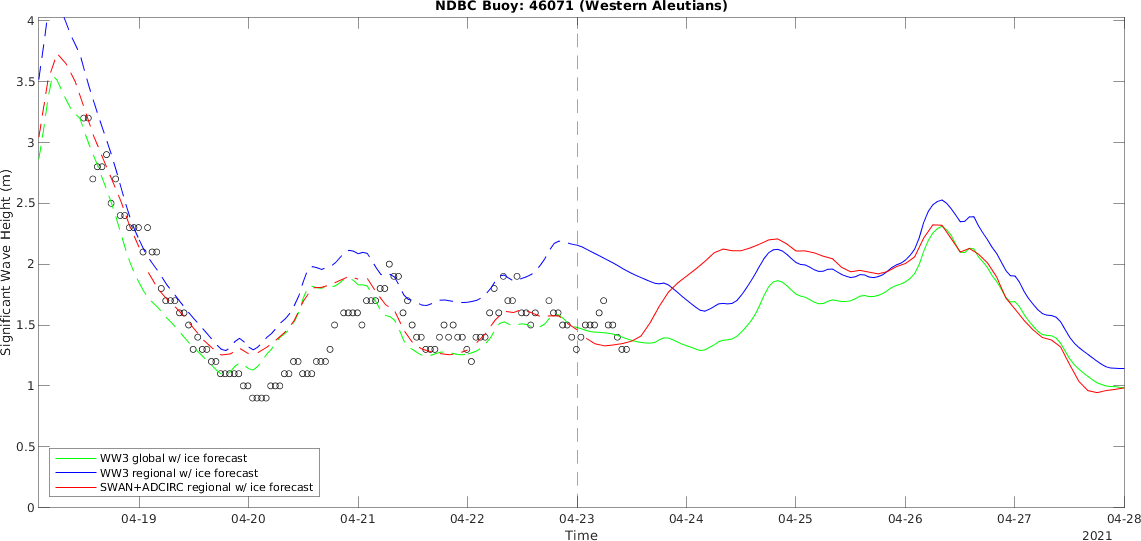 NDBC Buoy: 46071 (Western Aleutians)
4
3.5
3
2.5
2
1.5
1
0.5
0
Significant Wave Height (m)
WW3 global w/ ice forecast
WW3 regional w/ ice forecast
SWAN+ADCIRC regional w/ ice forecast
04-19 04-20 04-21 04-22 04-23 04-24 04-25 04-26 04-27 04-28
Time
2021